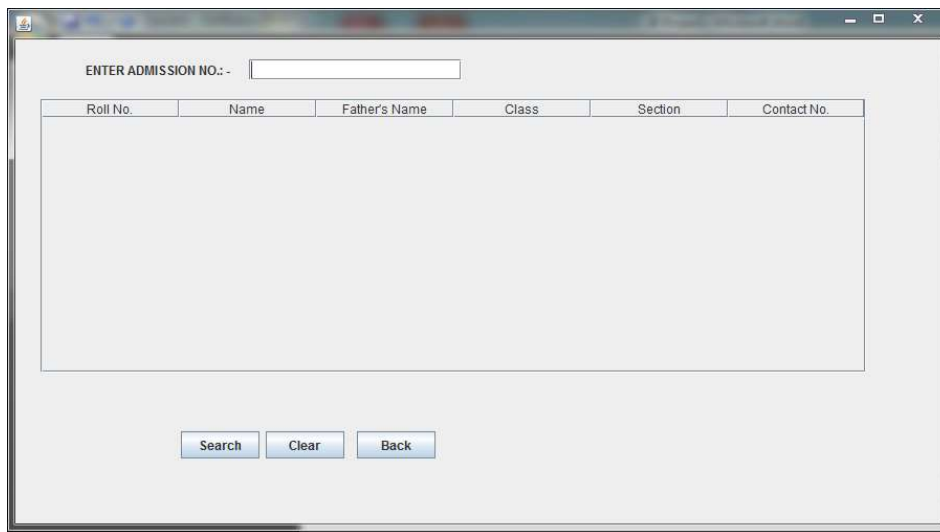 ENTER ADMISSION NO.: -
Roll No. Name Father's Name Class Section Contact No.
Search Clear Back